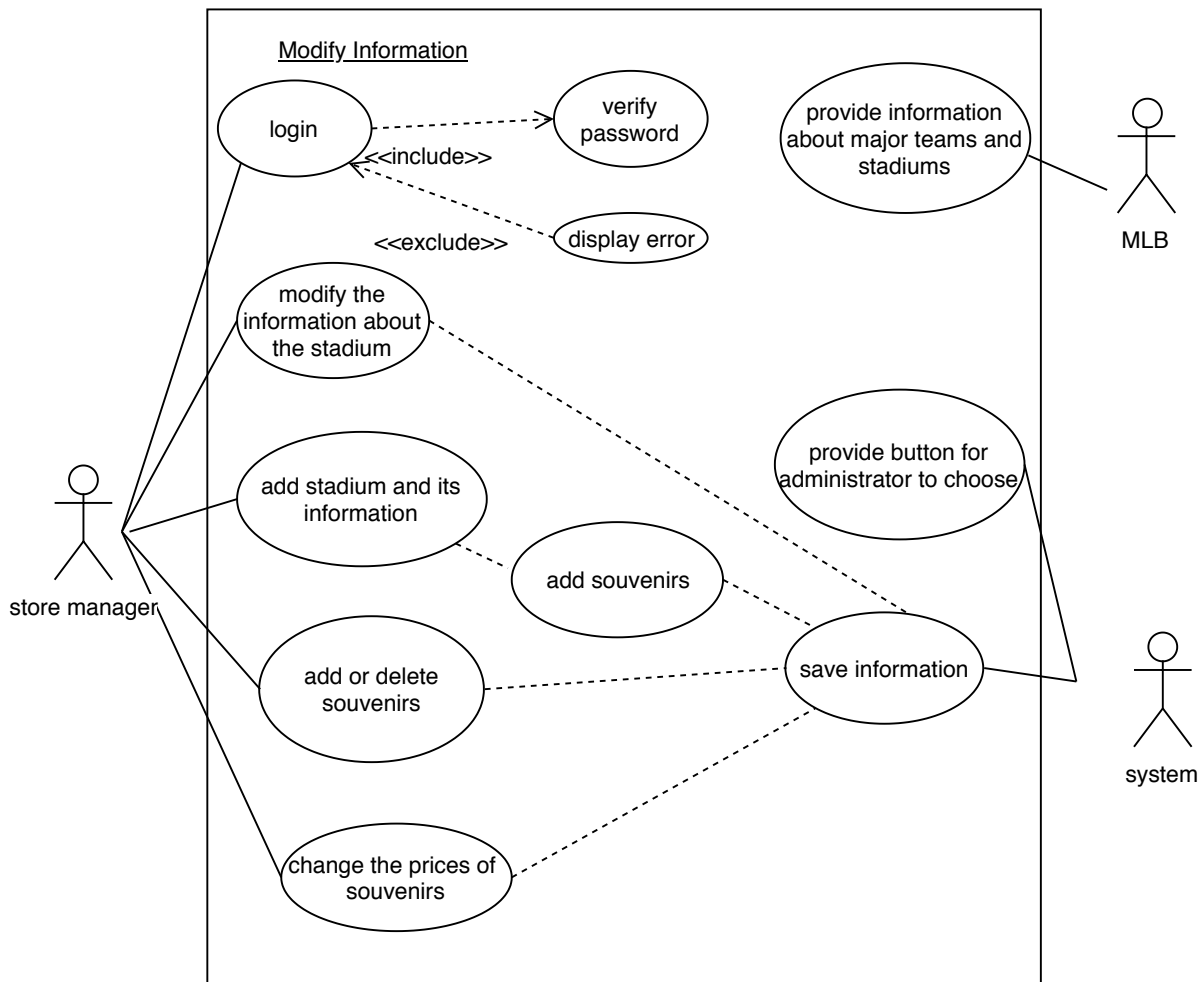 Modify Information
login
verify
password
<<include>>
<<exclude>>
display error
provide information
about major teams and
stadiums
MLB
modify the
information about
the stadium
add stadium and its
information
provide button for
administrator to choose
add souvenirs
store manager
add or delete
souvenirs
save information
system
change the prices of
souvenirs